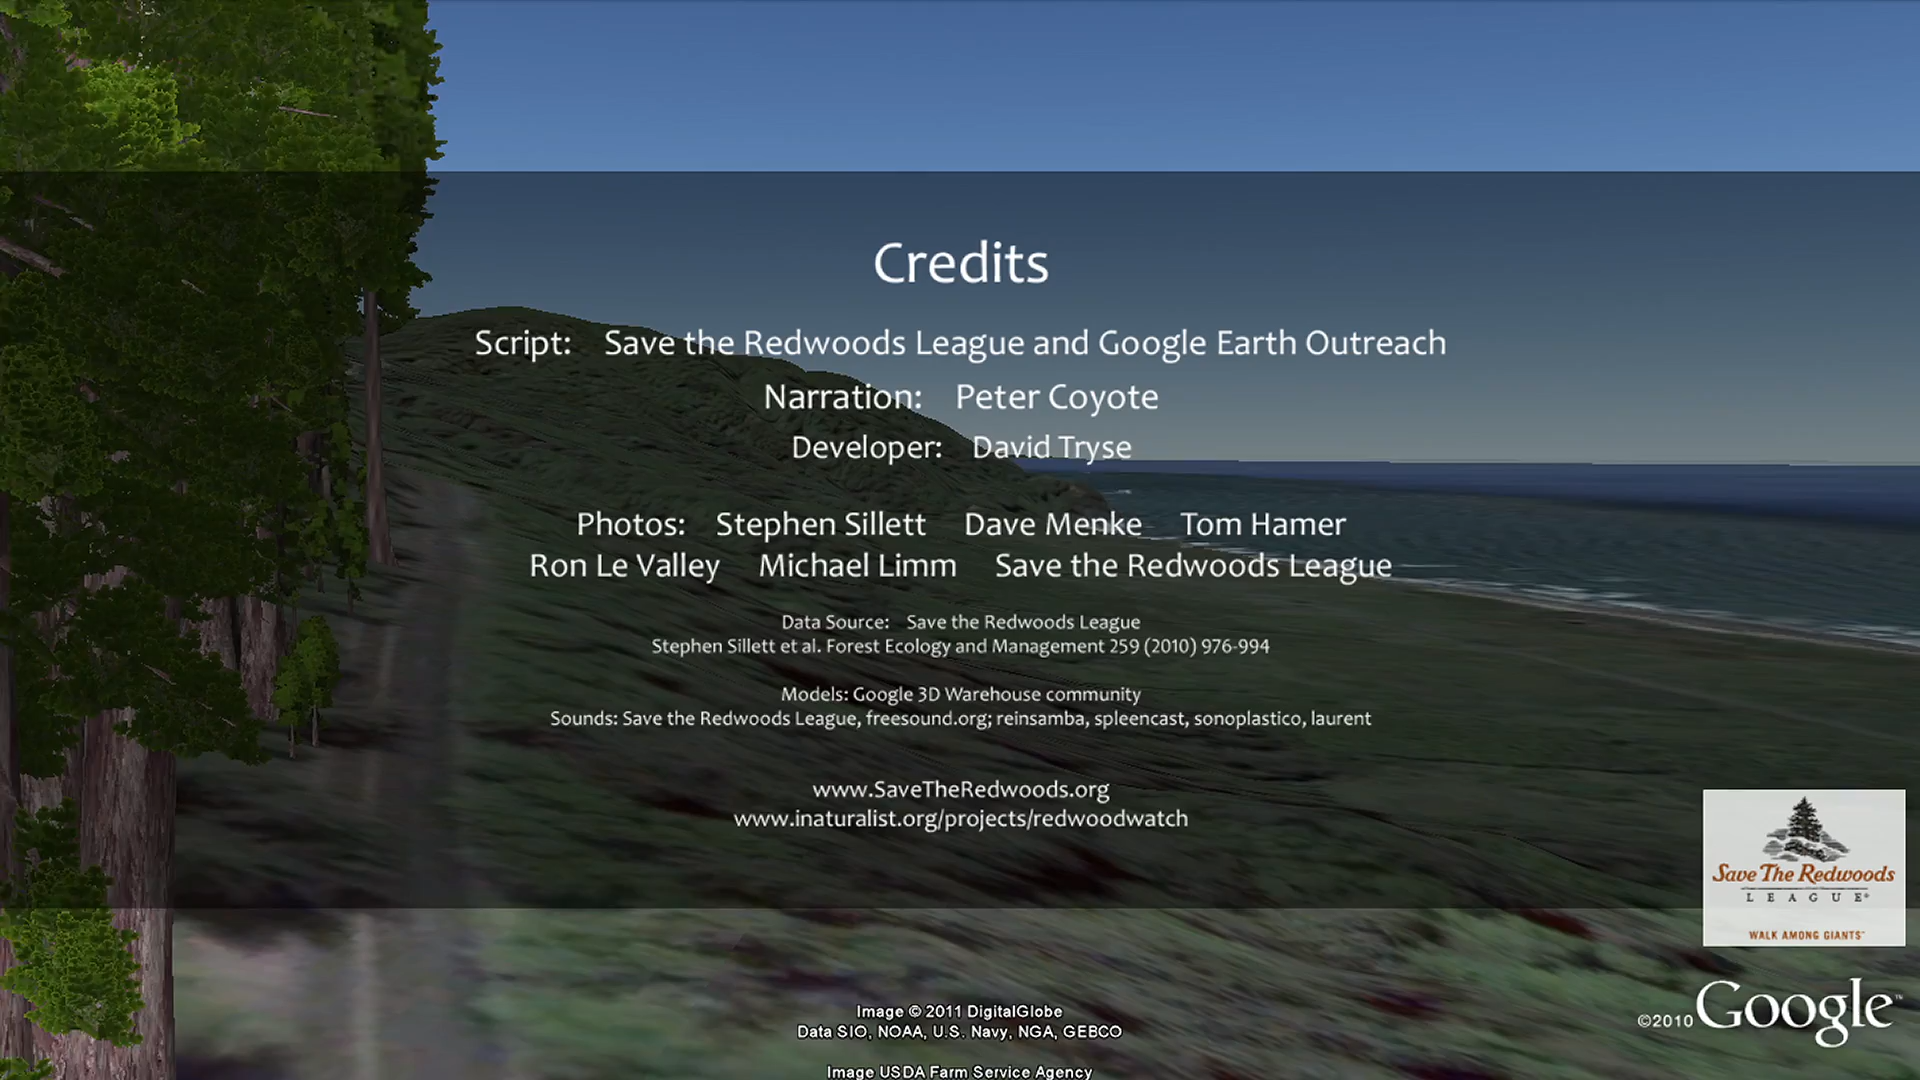 Credits
Script: Save the Redwoods League and Google Earth Outreach
Narration: Peter Coyote
Developer: David Tryse
Photos: Stephen Sillett Dave Menke Tom Hamer
Ron Le Valley Michael Limm Save the Redwoods League
Data Source: Save the Redwoods League
Stephen Sillett et al. Forest Ecology and Management 259 (2010) 976-994
Models: Google 3D Warehouse community
Sounds: Save the Redwoods League, freesound.org; reinsamba, spleencast, sonoplastico, laurent
www.SaveTheRedwoods.org
www.inaturalist.org/projects/redwoodwatch
Save The Redwoods
LEAGUE®
WALK AMONG GIANTS™
Image © 2011 DigitalGlobe
Data SIO, NOAA, U.S. Navy, NGA, GEBCO
Image USDA Farm Service Agency
©2010 Google™